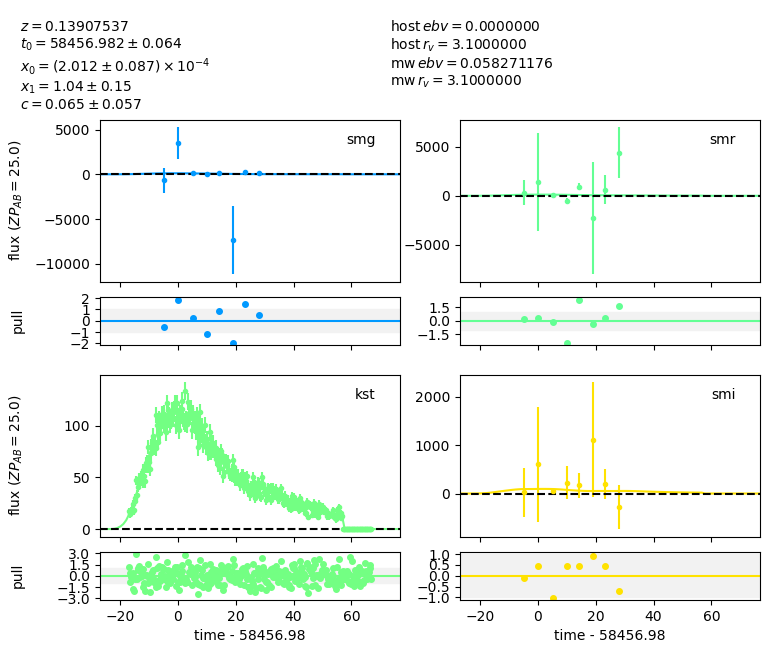 z = 0.13907537
t₀ = 58456.982 ± 0.064
x₀ = (2.012 ± 0.087) × 10⁻⁴
x₁ = 1.04 ± 0.15
c = 0.065 ± 0.057
host ebv = 0.0000000
host r_v = 3.1000000
mw ebv = 0.058271176
mw r_v = 3.1000000
flux (ZP_AB = 25.0)
5000
0
−5000
−10000
smg
5000
0
−5000
smr
pull
2
1
0
−1
−2
1.5
0.0
−1.5
flux (ZP_AB = 25.0)
100
50
0
kst
2000
1000
0
smi
pull
3.0
1.5
0.0
−1.5
−3.0
−20 0 20 40 60
time - 58456.98
1.0
0.5
0.0
−0.5
−1.0
−20 0 20 40 60
time - 58456.98